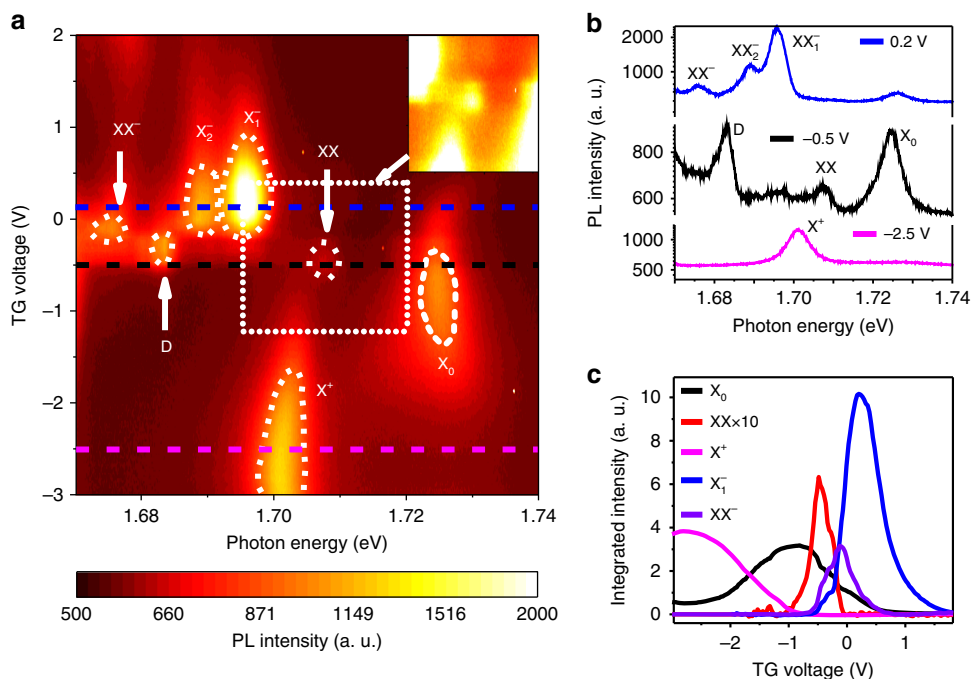 a
2
1
0
−1
−2
−3
TG voltage (V)
XX⁻
X₂⁻
X₁⁻
XX
D
X⁺
X₀
1.68
1.70
1.72
1.74
Photon energy (eV)
500
660
871
1149
1516
2000
PL intensity (a. u.)
b
2000
1000
800
600
1000
500
PL intensity (a. u.)
XX⁻
XX₂⁻
XX₁⁻
0.2 V
D
−0.5 V
X₀
XX
X⁺
−2.5 V
1.68
1.70
1.72
1.74
Photon energy (eV)
c
10
8
6
4
2
0
Integrated intensity (a. u.)
X₀
XX×10
X⁺
X₁⁻
XX⁻
−2
−1
0
1
TG voltage (V)